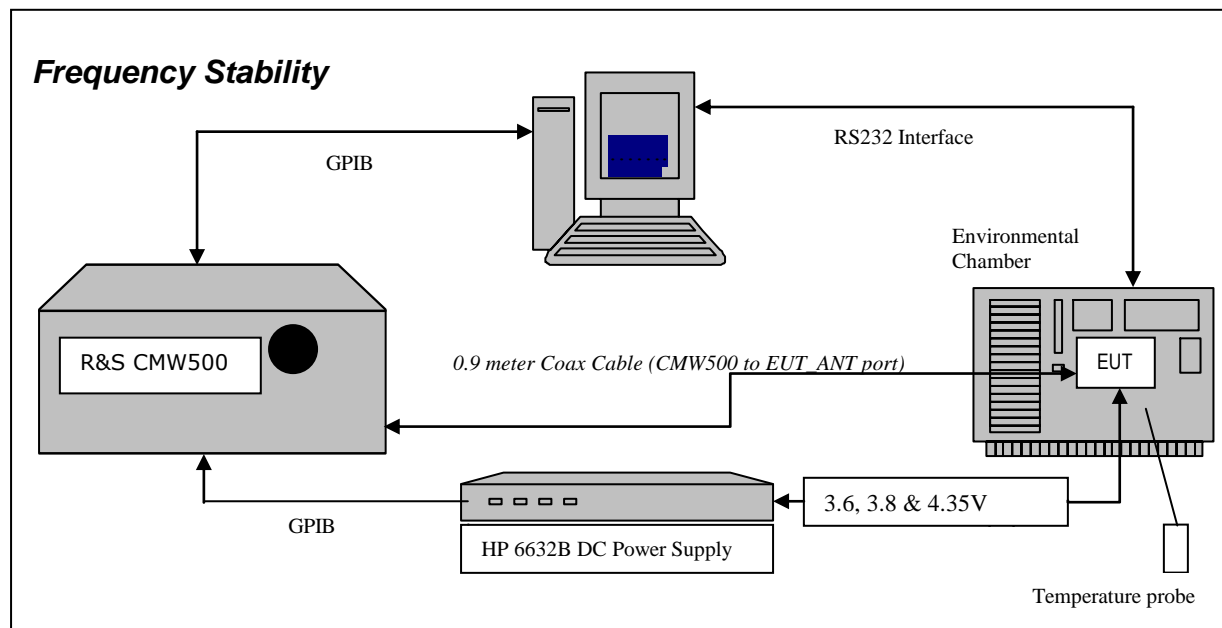 Frequency Stability
GPIB
RS232 Interface
Environmental
Chamber
R&S CMW500
0.9 meter Coax Cable (CMW500 to EUT_ANT port)
EUT
GPIB
3.6, 3.8 & 4.35V
HP 6632B DC Power Supply
Temperature probe